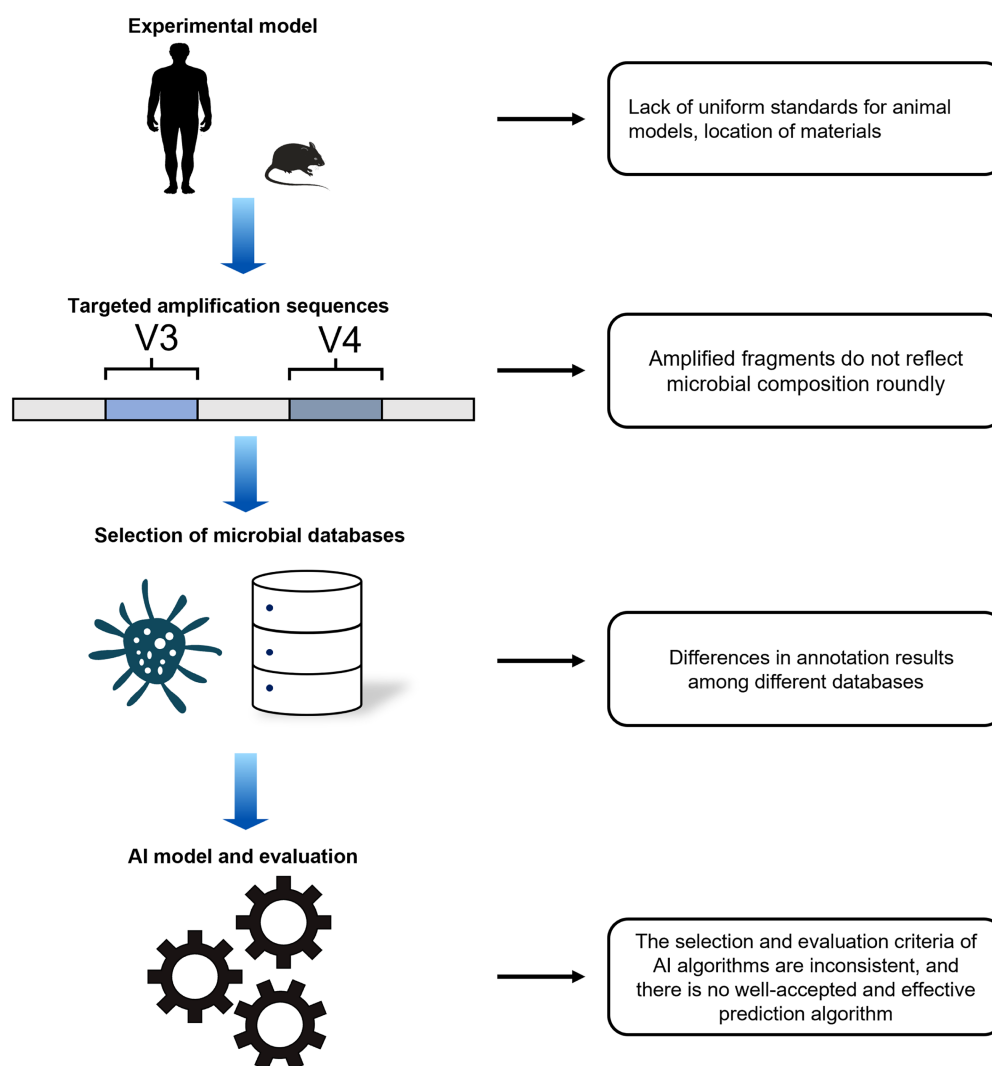 Experimental model
Lack of uniform standards for animal
models, location of materials
Targeted amplification sequences
V3
V4
Amplified fragments do not reflect
microbial composition roundly
Selection of microbial databases
Differences in annotation results
among different databases
AI model and evaluation
The selection and evaluation criteria of
AI algorithms are inconsistent, and
there is no well-accepted and effective
prediction algorithm